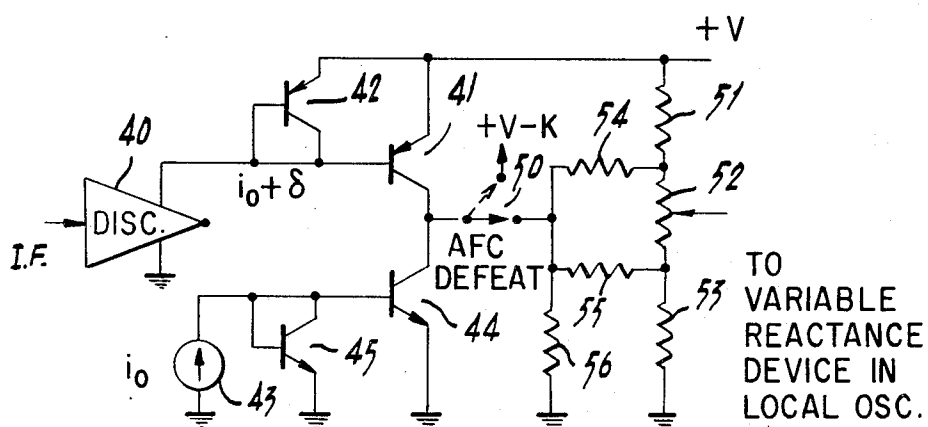 +V
51
42
41
+V-K
54
40
50
52
i₀+δ
DISC.
I.F.
AFC
DEFEAT
55
53
TO
VARIABLE
REACTANCE
DEVICE IN
LOCAL OSC.
44
45
56
i₀
43